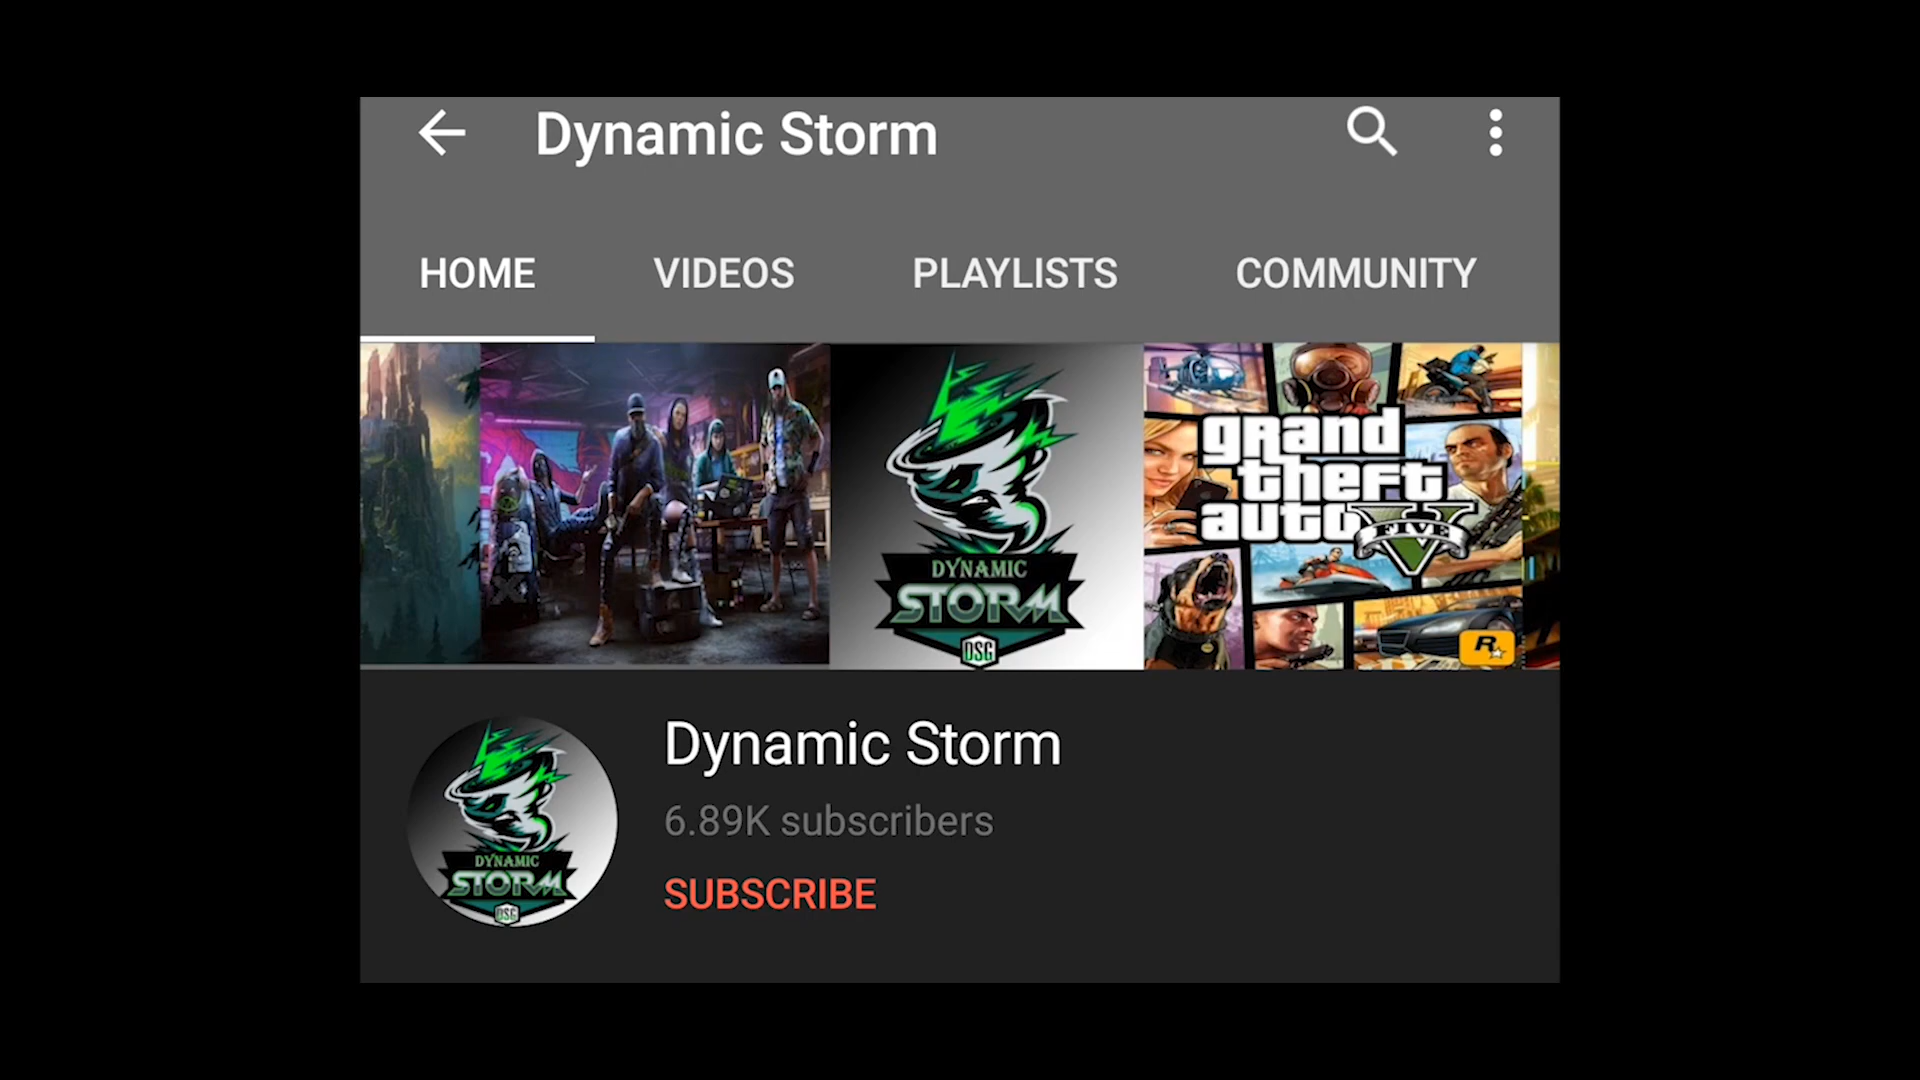 Dynamic Storm
HOME VIDEOS PLAYLISTS COMMUNITY
DYNAMIC
STORM
DSG
grand
theft
auto
FIVE
V
R
Dynamic Storm
6.89K subscribers
SUBSCRIBE
DYNAMIC
STORM
DSG